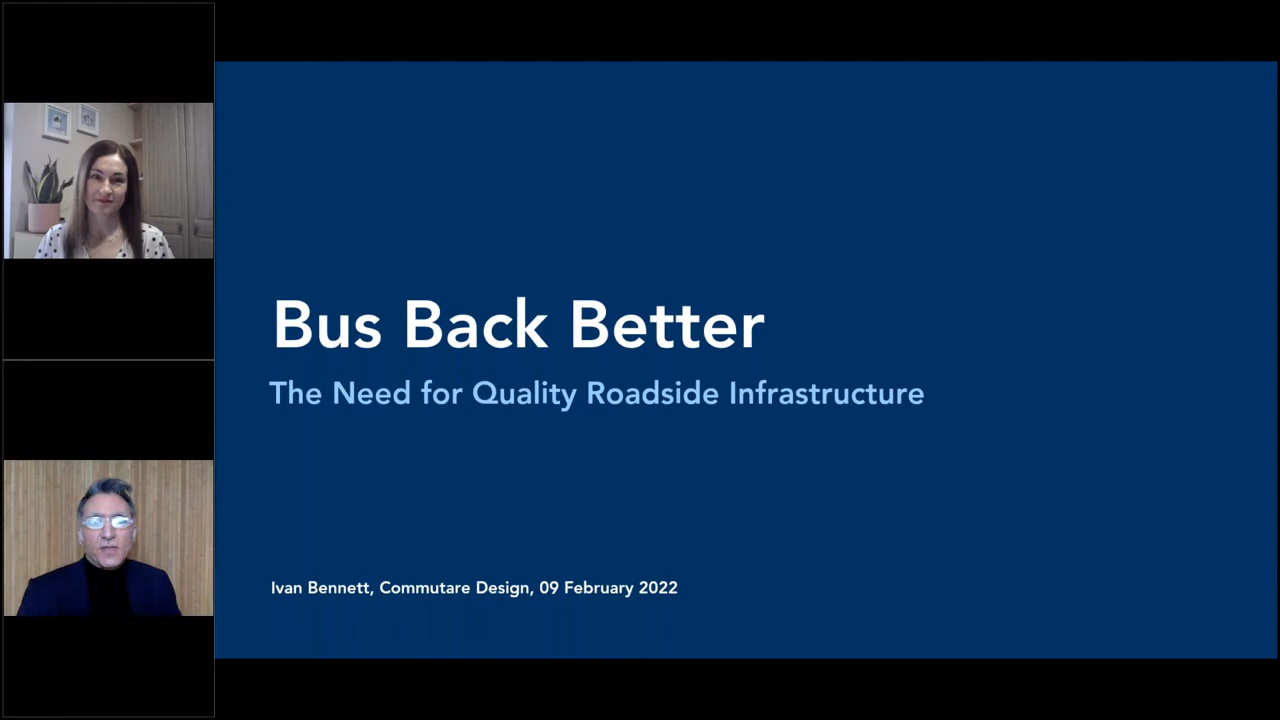 Bus Back Better
The Need for Quality Roadside Infrastructure
Ivan Bennett, Commutare Design, 09 February 2022